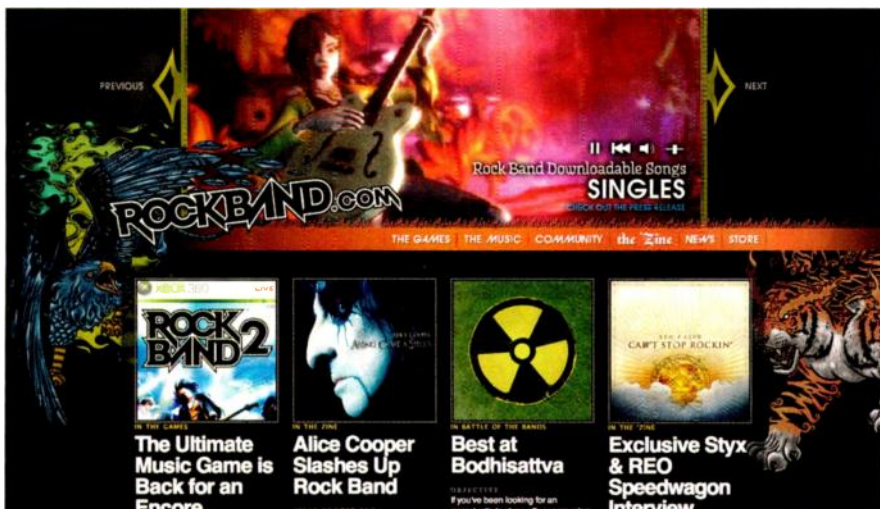 PREVIOUS
NEXT
Rock Band Downloadable Songs
SINGLES
CHECK OUT THE PRESS RELEASE
ROCKBAND.COM
THE GAMES
THE MUSIC
COMMUNITY
the 'Zine
NEWS
STORE
XBOX 360
LIVE
ROCK
BAND 2
CAN'T STOP ROCKIN'
IN THE GAMES
IN THE ZINE
IN BATTLE OF THE BANDS
IN THE 'ZINE
The Ultimate
Music Game is
Back for an
Encore
Alice Cooper
Slashes Up
Rock Band
Best at
Bodhisattva
OBJECTIVE
If you've been looking for an
Exclusive Styx
& REO
Speedwagon
Interview